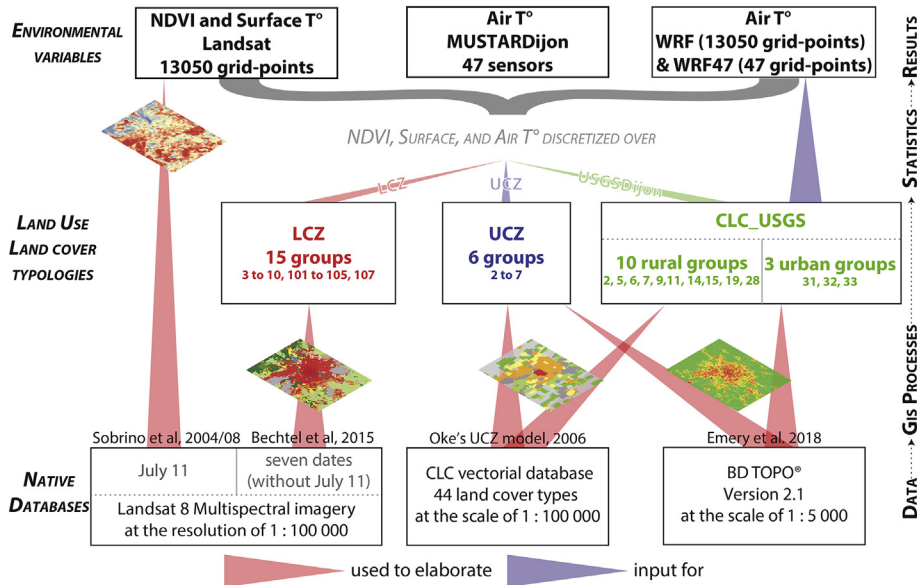 ENVIRONMENTAL
VARIABLES
NDVI and Surface T°
Landsat
13050 grid-points
Air T°
MUSTARDijon
47 sensors
Air T°
WRF (13050 grid-points)
& WRF47 (47 grid-points)
NDVI, SURFACE, AND AIR T° DISCRETIZED OVER
LCZ
UCZ
USGSDijon
LAND USE
LAND COVER
TYPOLOGIES
LCZ
15 groups
3 to 10, 101 to 105, 107
UCZ
6 groups
2 to 7
CLC_USGS
10 rural groups
2, 5, 6, 7, 9,11, 14,15, 19, 28
3 urban groups
31, 32, 33
Sobrino et al, 2004/08
Bechtel et al, 2015
Oke's UCZ model, 2006
Emery et al. 2018
NATIVE
DATABASES
July 11
seven dates
(without July 11)
Landsat 8 Multispectral imagery
at the resolution of 1 : 100 000
CLC vectorial database
44 land cover types
at the scale of 1 : 100 000
BD TOPO®
Version 2.1
at the scale of 1 : 5 000
used to elaborate
input for
DATA GIS PROCESSES STATISTICS RESULTS